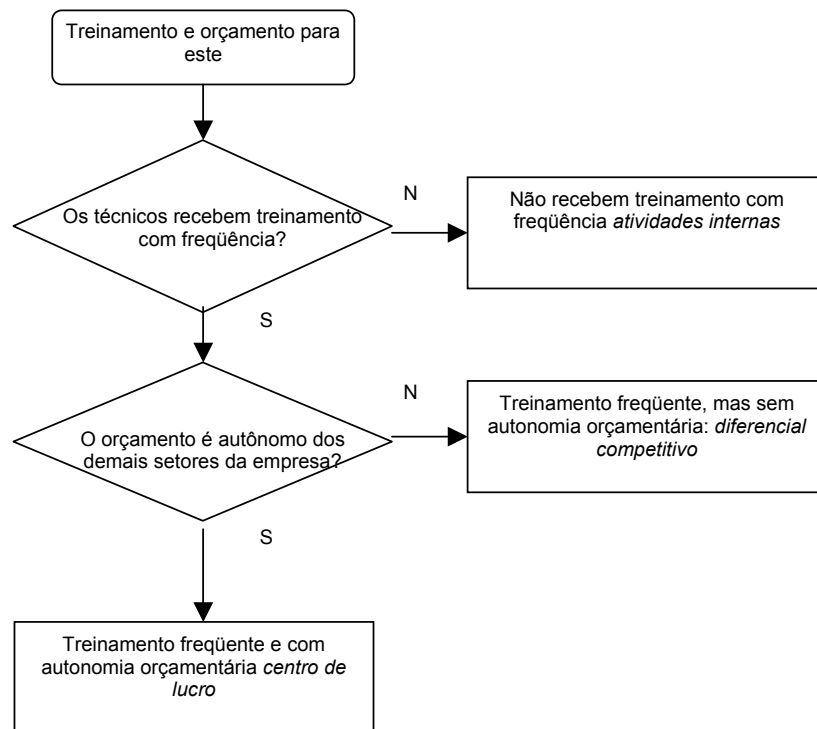 Treinamento e orçamento para
este
Os técnicos recebem treinamento
com freqüência?
N
Não recebem treinamento com
freqüência atividades internas
S
O orçamento é autônomo dos
demais setores da empresa?
N
Treinamento freqüente, mas sem
autonomia orçamentária: diferencial
competitivo
S
Treinamento freqüente e com
autonomia orçamentária centro de
lucro